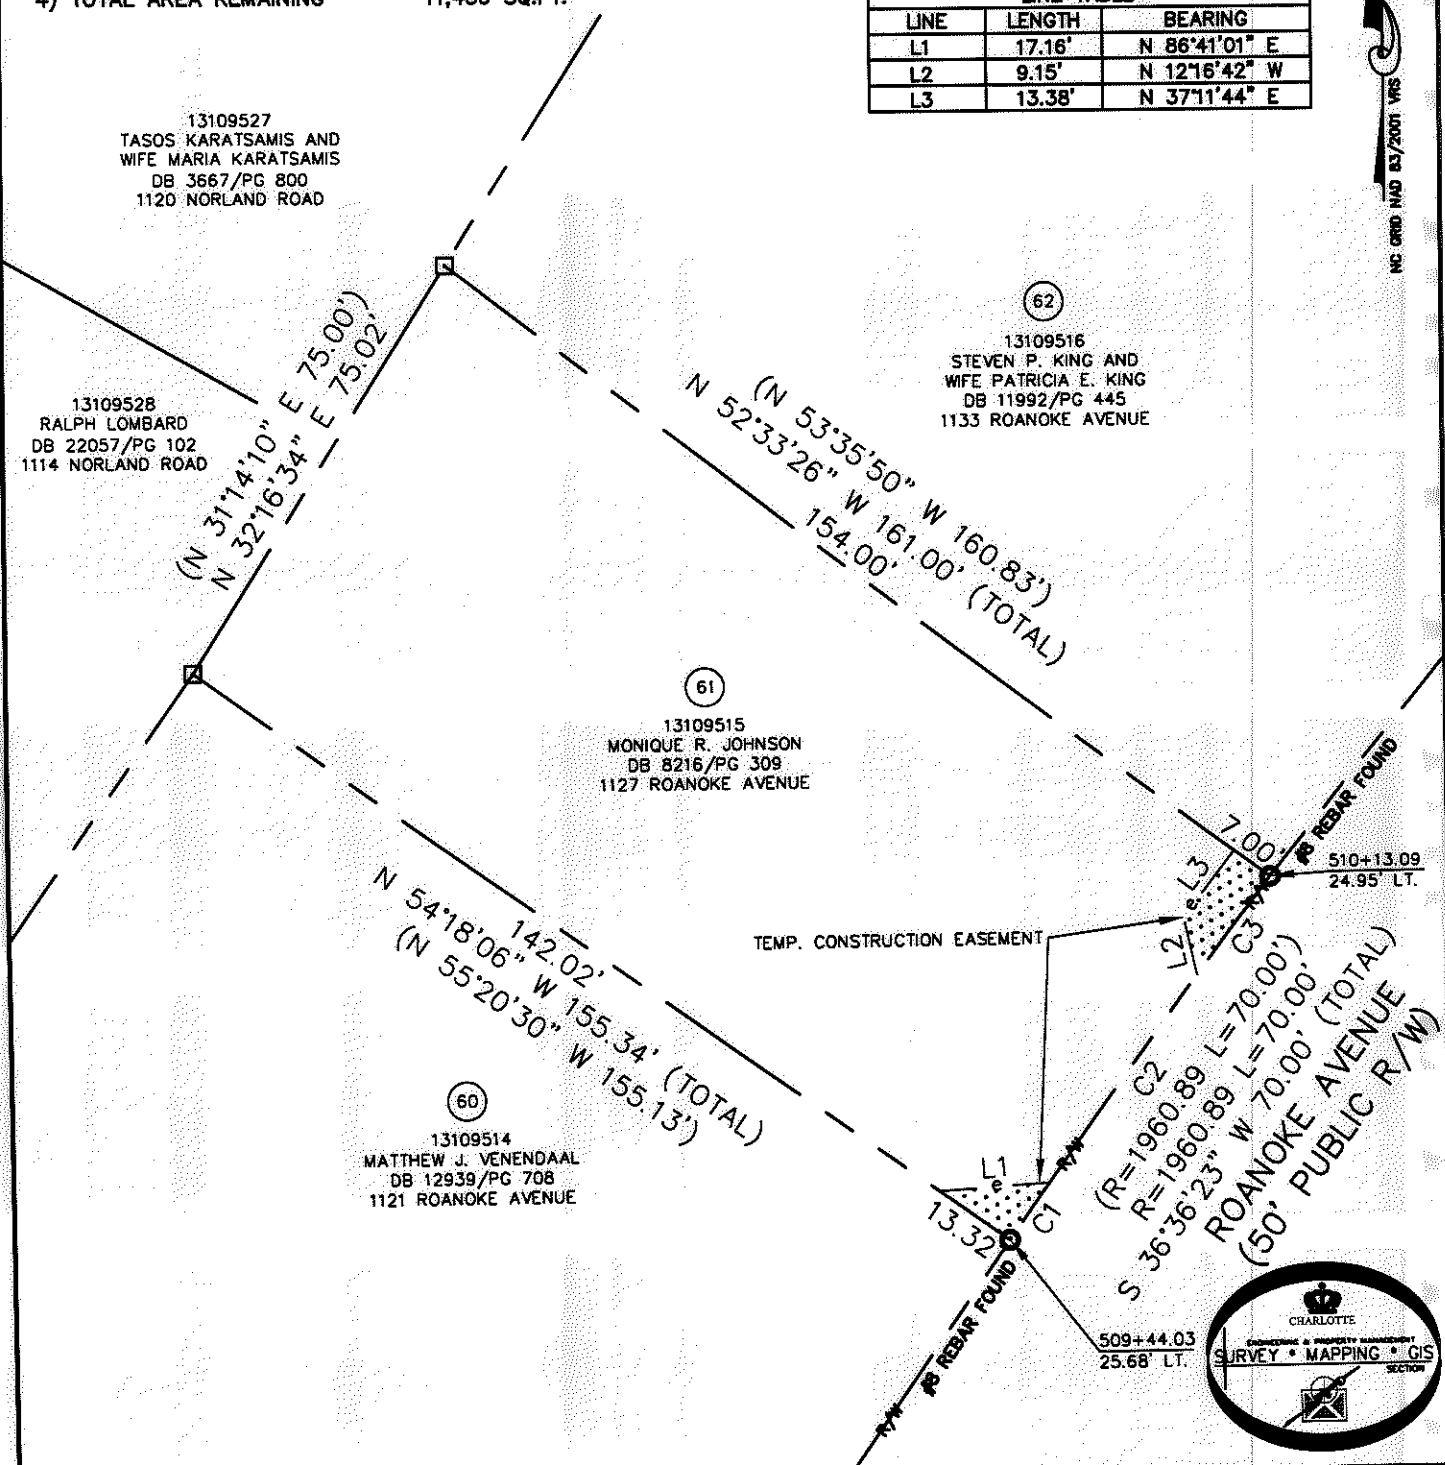 4) TOTAL AREA REMAINING
LINE LENGTH BEARING
L1 17.16' N 86°41'01" E
L2 9.15' N 12°16'42" W
L3 13.38' N 37°11'44" E
NC GRID NAD 83/2001 VRS
13109527
TASOS KARATSAMIS AND
WIFE MARIA KARATSAMIS
DB 3667/PG 800
1120 NORLAND ROAD
62
13109516
STEVEN P. KING AND
WIFE PATRICIA E. KING
DB 11992/PG 445
1133 ROANOKE AVENUE
(N 31°14'10" E 75.00')
N 32°16'34" E 75.02'
13109528
RALPH LOMBARD
DB 22057/PG 102
1114 NORLAND ROAD
(N 53°35'50" W 160.83')
N 52°33'26" W 161.00' (TOTAL)
154.00'
61
13109515
MONIQUE R. JOHNSON
DB 8216/PG 309
1127 ROANOKE AVENUE
7.00'
REBAR FOUND
510+13.09
24.95' LT.
L3
e
R/W
C3
L2
TEMP. CONSTRUCTION EASEMENT
142.02'
N 54°18'06" W 155.34' (TOTAL)
(N 55°20'30" W 155.13')
60
13109514
MATTHEW J. VENENDAAL
DB 12939/PG 708
1121 ROANOKE AVENUE
C2
(R=1960.89 L=70.00')
R=1960.89 L=70.00'
S 36°36'23" W 70.00' (TOTAL)
ROANOKE AVENUE
(50' PUBLIC R/W)
L1
e
R/W
C1
13.32'
REBAR FOUND
R/W
509+44.03
25.68' LT.
CHARLOTTE
ENGINEERING & PROPERTY MANAGEMENT
SURVEY * MAPPING * GIS
SECTION